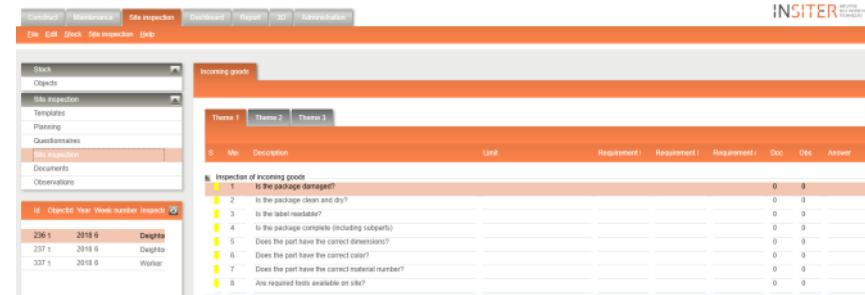 Construct Maintenance Site inspection Dashboard Report 3D Administration
INSITER
File Edit Stock Site inspection Help
Stock
Objects
Site inspection
Templates
Planning
Questionnaires
Site inspection
Documents
Observations
Id ObjectId Year Week number Inspecto
236 1 2018 6 Deighto
237 1 2018 6 Deighto
337 1 2018 6 Worker
Incoming goods
Theme 1 Theme 2 Theme 3
S Me Description Limit Requirement Requirement Requirement Doc Obs Answer
Inspection of incoming goods
1 Is the package damaged? 0 0
2 Is the package clean and dry? 0 0
3 Is the label readable? 0 0
4 Is the package complete (including subparts) 0 0
5 Does the part have the correct dimensions? 0 0
6 Does the part have the correct color? 0 0
7 Does the part have the correct material number? 0 0
8 Are required tools available on site? 0 0